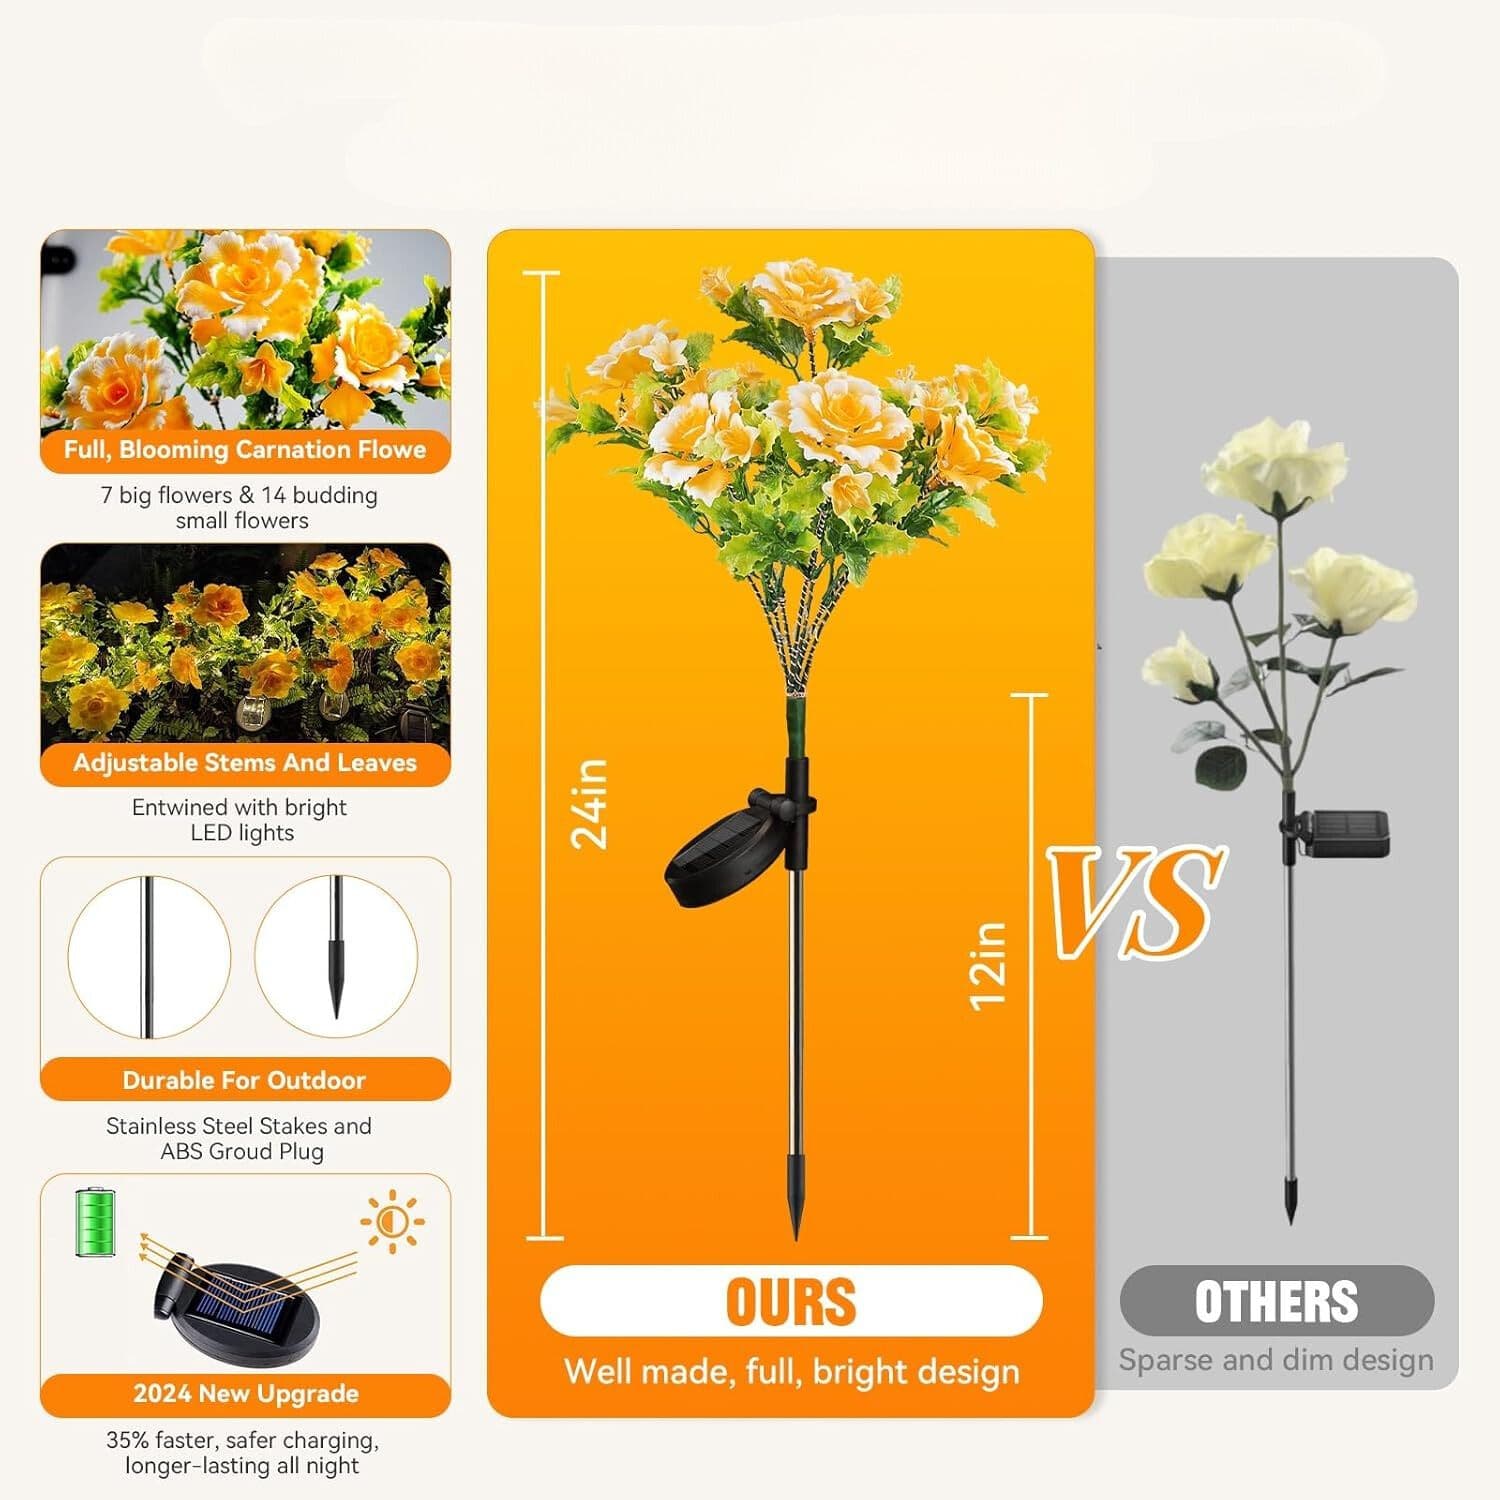 Full, Blooming Carnation Flowe
7 big flowers & 14 budding
small flowers
Adjustable Stems And Leaves
Entwined with bright
LED lights
Durable For Outdoor
Stainless Steel Stakes and
ABS Groud Plug
2024 New Upgrade
35% faster, safer charging,
longer-lasting all night
24in
12in
OURS
Well made, full, bright design
VS
OTHERS
Sparse and dim design